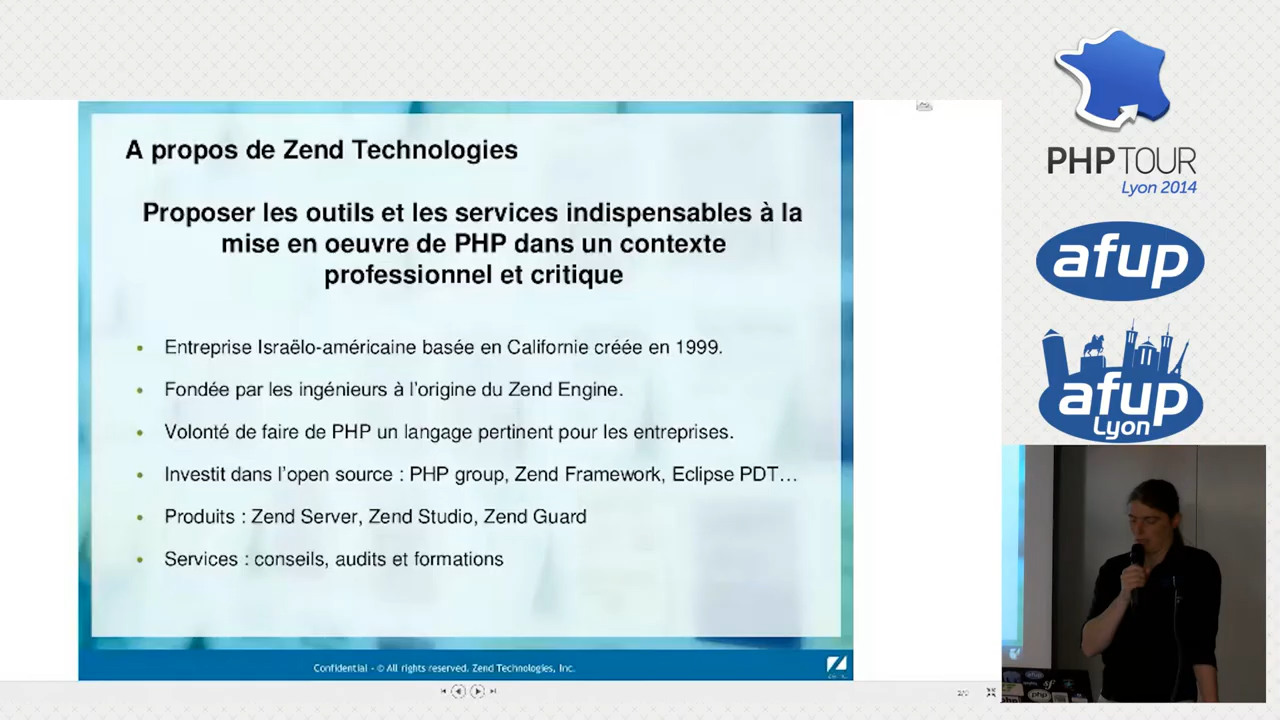 A propos de Zend Technologies
Proposer les outils et les services indispensables à la
mise en oeuvre de PHP dans un contexte
professionnel et critique
• Entreprise Israëlo-américaine basée en Californie créée en 1999.
• Fondée par les ingénieurs à l'origine du Zend Engine.
• Volonté de faire de PHP un langage pertinent pour les entreprises.
• Investit dans l'open source : PHP group, Zend Framework, Eclipse PDT…
• Produits : Zend Server, Zend Studio, Zend Guard
• Services : conseils, audits et formations
Confidential - © All rights reserved. Zend Technologies, Inc.
PHP TOUR
Lyon 2014
afup
afup
Lyon
sf
php